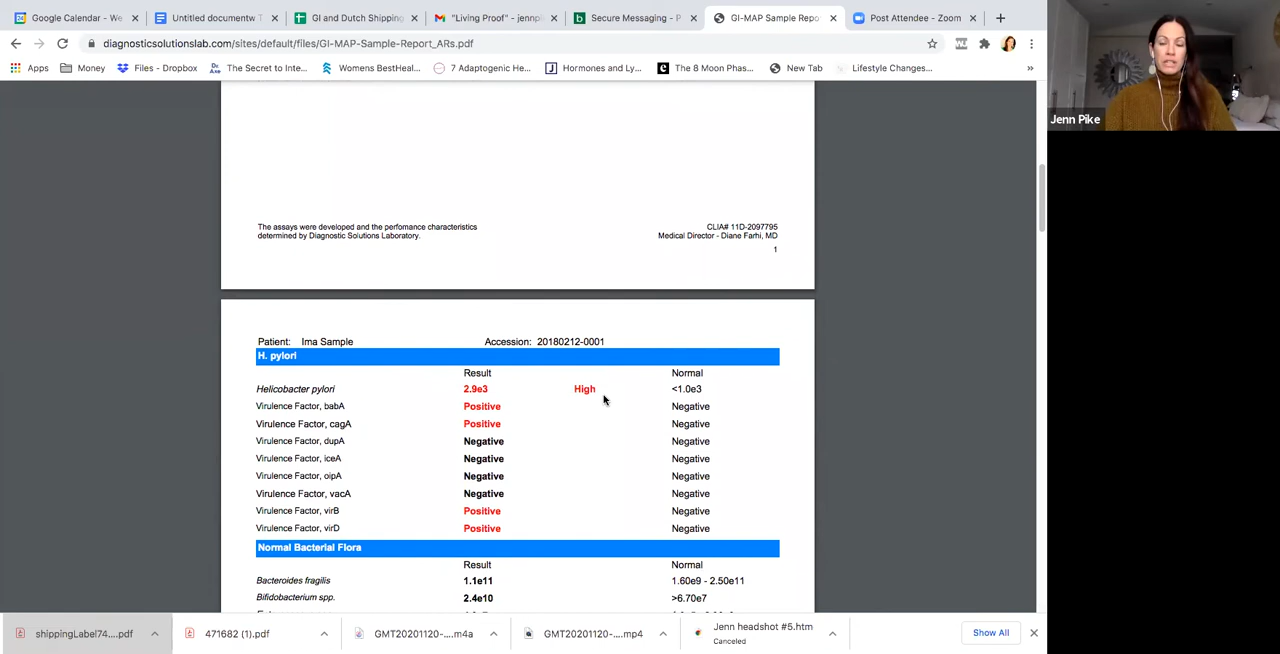 Google Calendar - We
Untitled documentw T
GI and Dutch Shipping
"Living Proof" - jennpi
Secure Messaging - P
GI-MAP Sample Repo
Post Attendee - Zoom
diagnosticsolutionslab.com/sites/default/files/GI-MAP-Sample-Report_ARs.pdf
Apps
Money
Files - Dropbox
The Secret to Inte...
Womens BestHeal...
7 Adaptogenic He...
Hormones and Ly...
The 8 Moon Phas...
New Tab
Lifestyle Changes...
Jenn Pike
The assays were developed and the perfomance characteristics
determined by Diagnostic Solutions Laboratory.
CLIA# 11D-2097795
Medical Director - Diane Farhi, MD
1
Patient: Ima Sample Accession: 20180212-0001
H. pylori
Result Normal
Helicobacter pylori 2.9e3 High <1.0e3
Virulence Factor, babA Positive Negative
Virulence Factor, cagA Positive Negative
Virulence Factor, dupA Negative Negative
Virulence Factor, iceA Negative Negative
Virulence Factor, oipA Negative Negative
Virulence Factor, vacA Negative Negative
Virulence Factor, virB Positive Negative
Virulence Factor, virD Positive Negative
Normal Bacterial Flora
Result Normal
Bacteroides fragilis 1.1e11 1.60e9 - 2.50e11
Bifidobacterium spp. 2.4e10 >6.70e7
shippingLabel74....pdf
471682 (1).pdf
GMT20201120-....m4a
GMT20201120-....mp4
Jenn headshot #5.htm
Canceled
Show All